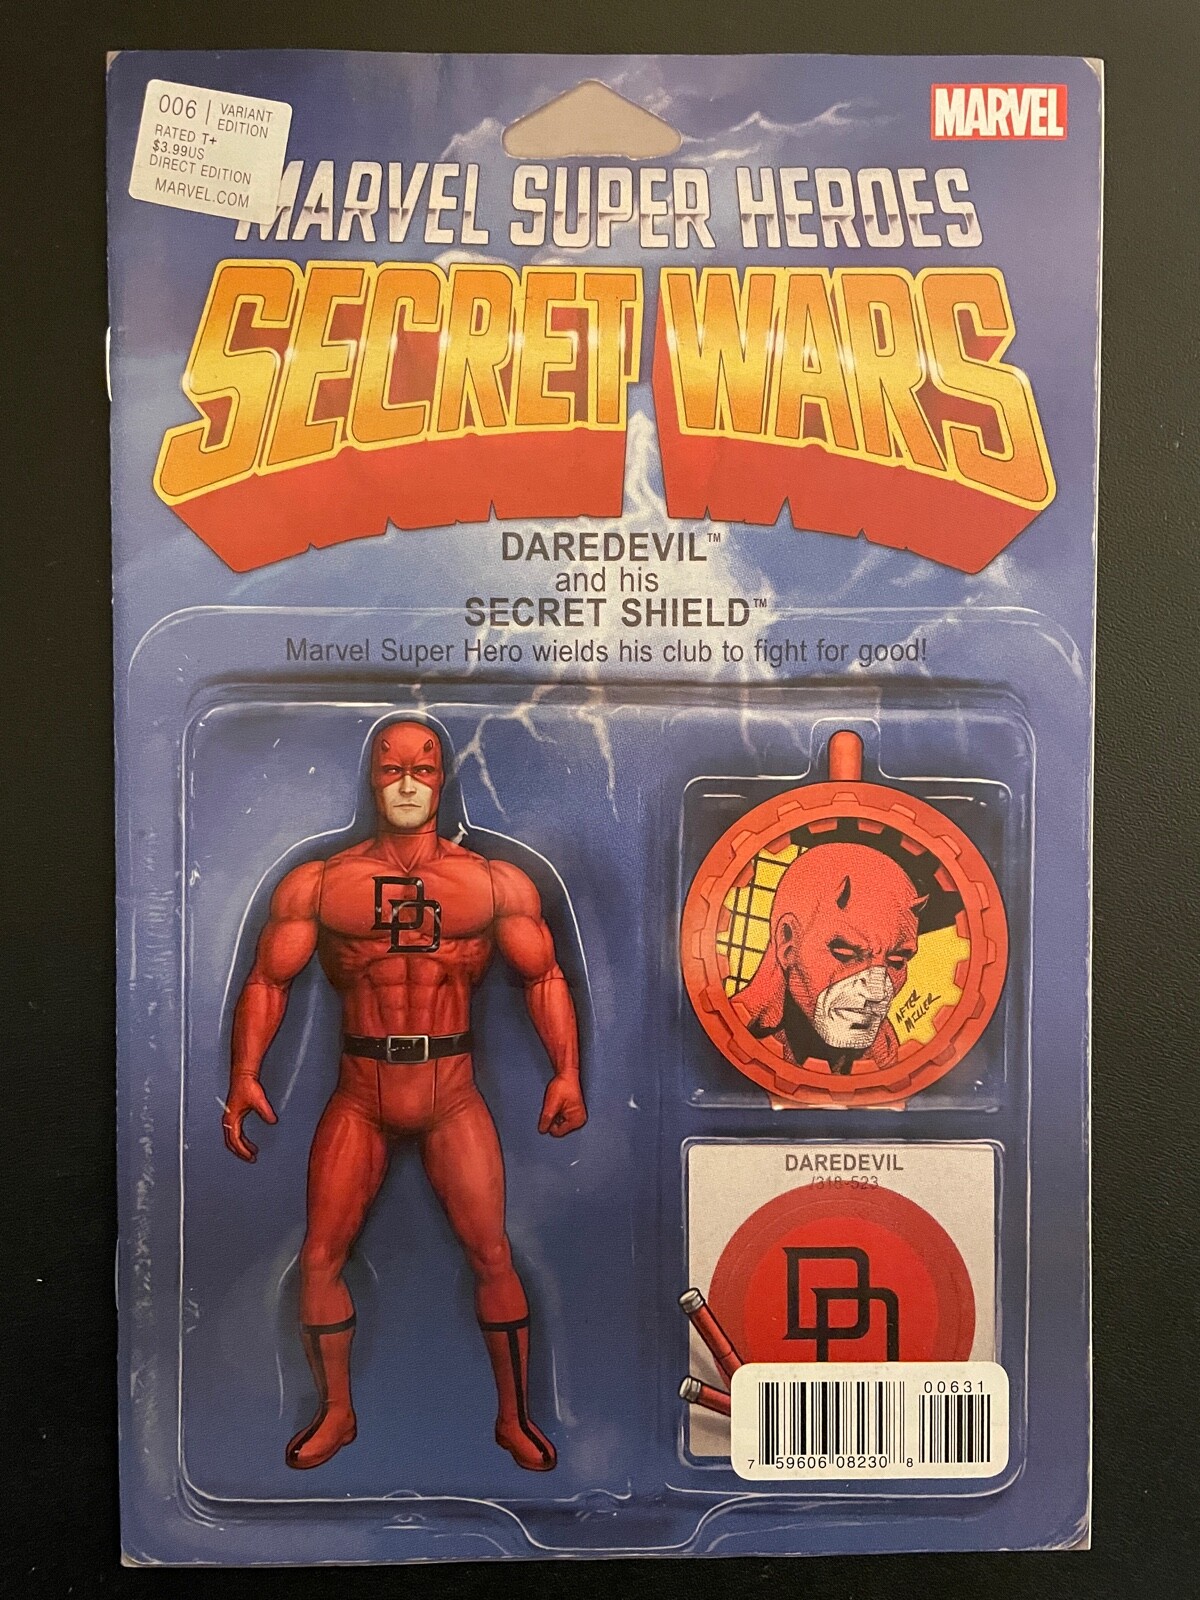 006 | VARIANT
EDITION
RATED T+
$3.99US
DIRECT EDITION
MARVEL.COM
MARVEL
MARVEL SUPER HEROES
SECRET WARS
DAREDEVIL™
and his
SECRET SHIELD™
Marvel Super Hero wields his club to fight for good!
DD
AFTER
MILLER
DAREDEVIL
/318-523
DD
00631
7 59606 08230 8